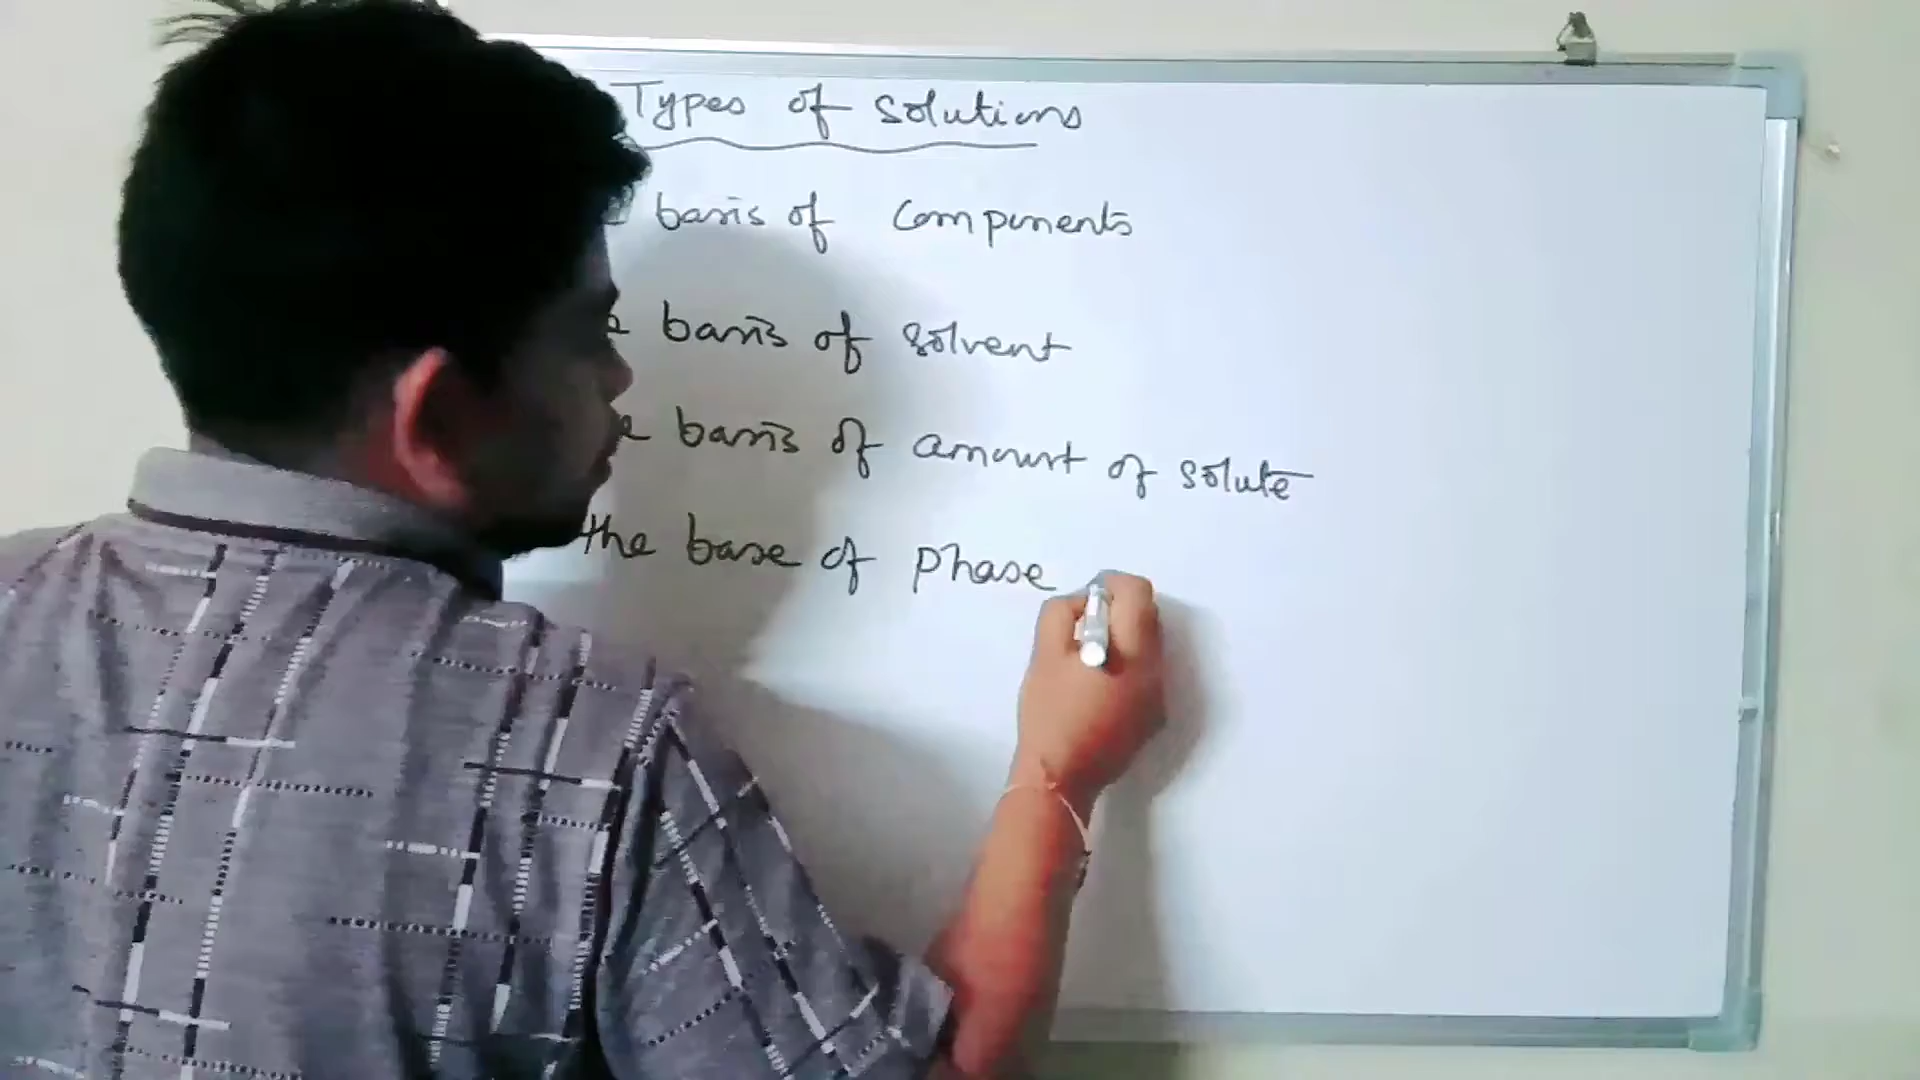 Types of solutions
basis of components
basis of solvent
basis of amount of solute
the base of phase